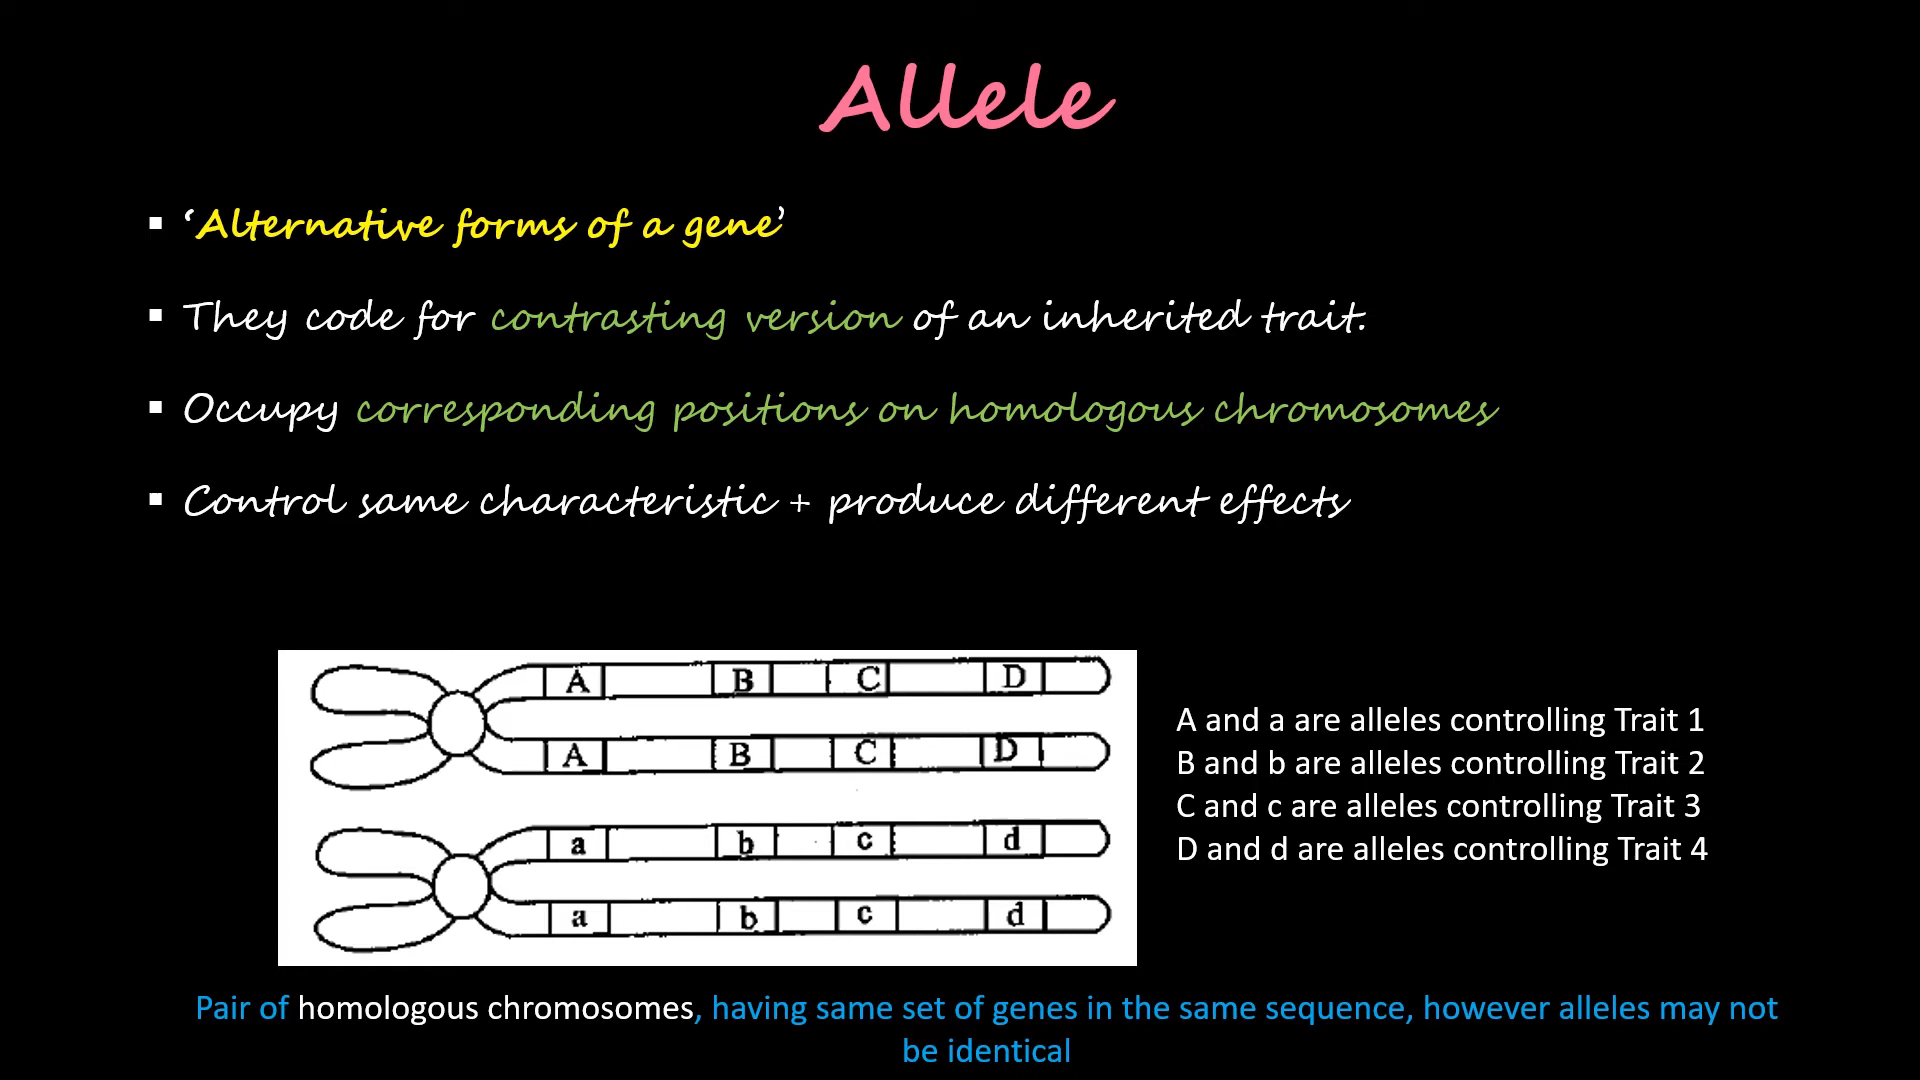 Allele
▪ ‘Alternative forms of a gene’
▪ They code for contrasting version of an inherited trait.
▪ Occupy corresponding positions on homologous chromosomes
▪ Control same characteristic + produce different effects
A B C D
A B C D
a b c d
a b c d
A and a are alleles controlling Trait 1
B and b are alleles controlling Trait 2
C and c are alleles controlling Trait 3
D and d are alleles controlling Trait 4
Pair of homologous chromosomes, having same set of genes in the same sequence, however alleles may not
be identical